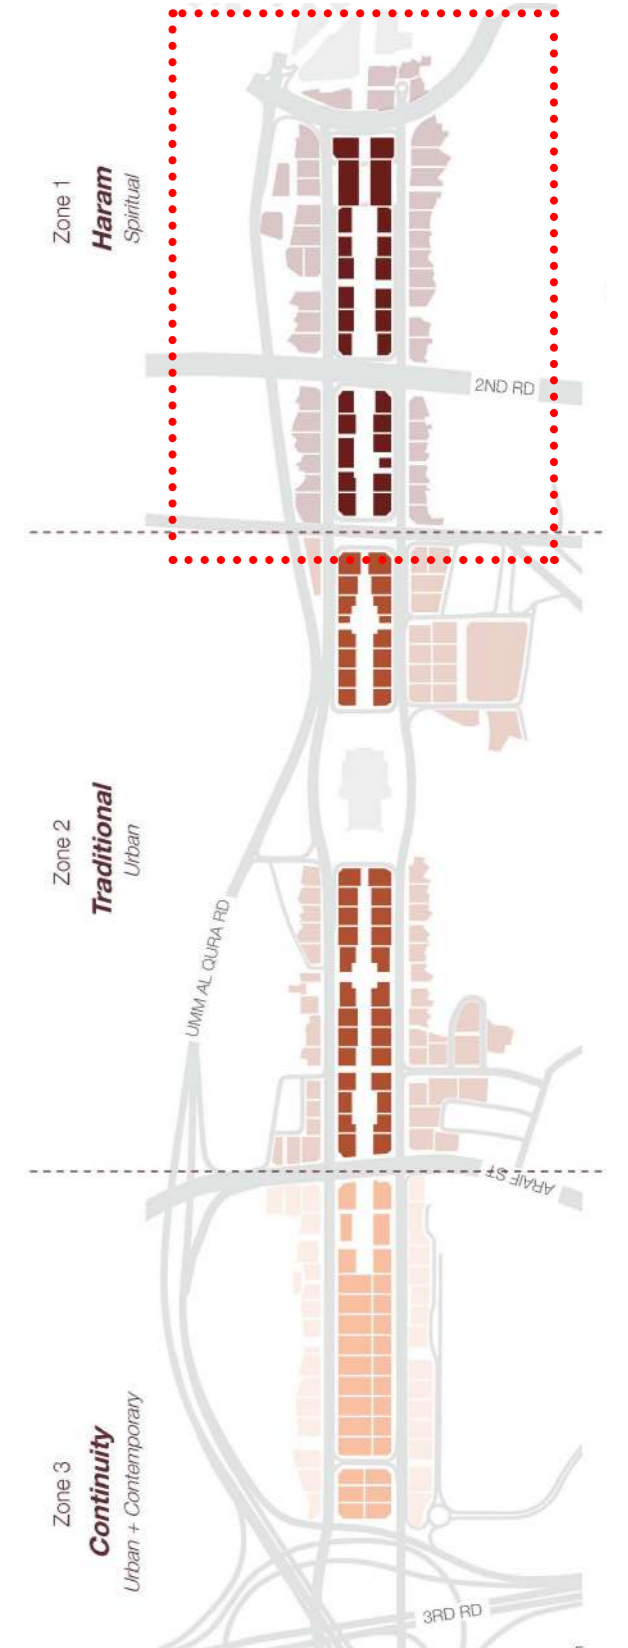 Zone 1
Haram
Spiritual
2ND RD
Zone 2
Traditional
Urban
UMM AL QURA RD
ARAIF ST
Zone 3
Continuity
Urban + Contemporary
3RD RD